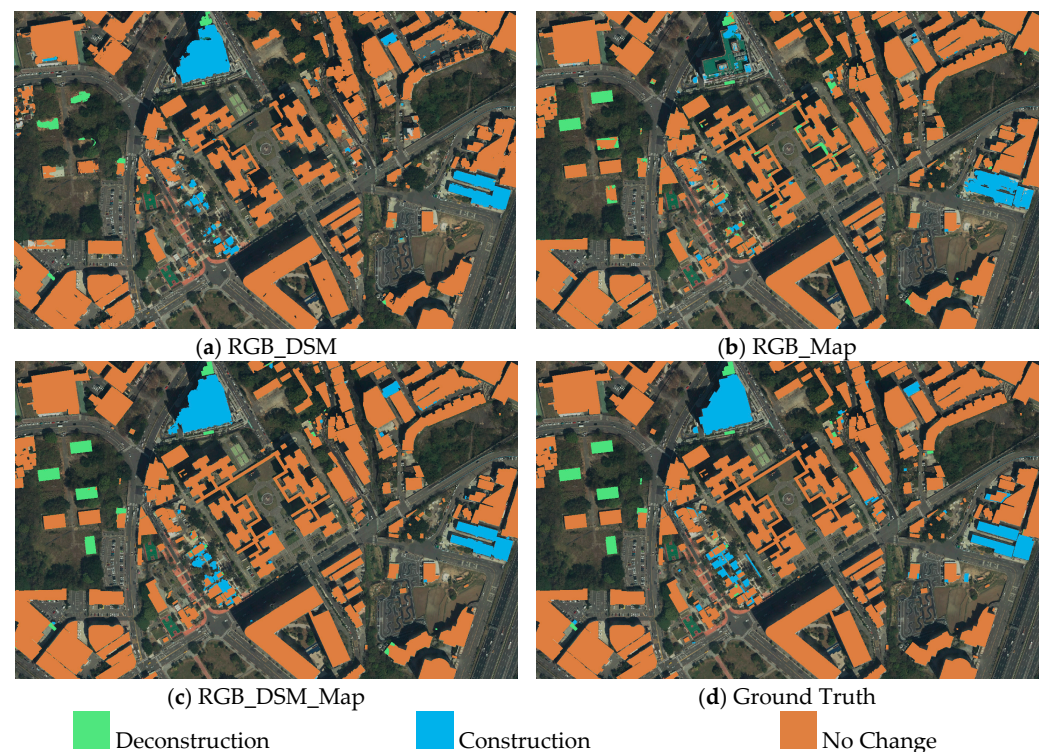 (a) RGB_DSM
(b) RGB_Map
(c) RGB_DSM_Map
(d) Ground Truth
Deconstruction
Construction
No Change